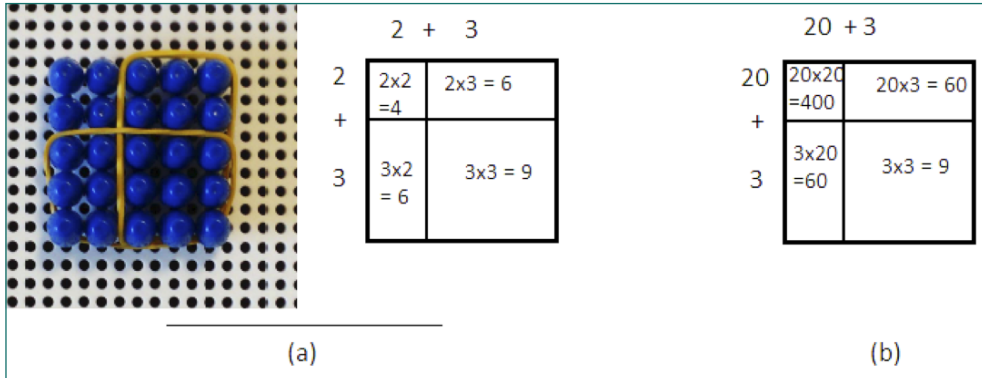 2 + 3
2
+
3
2x2
=4
2x3 = 6
3x2
= 6
3x3 = 9
(a)
20 + 3
20
+
3
20x20
=400
20x3 = 60
3x20
=60
3x3 = 9
(b)